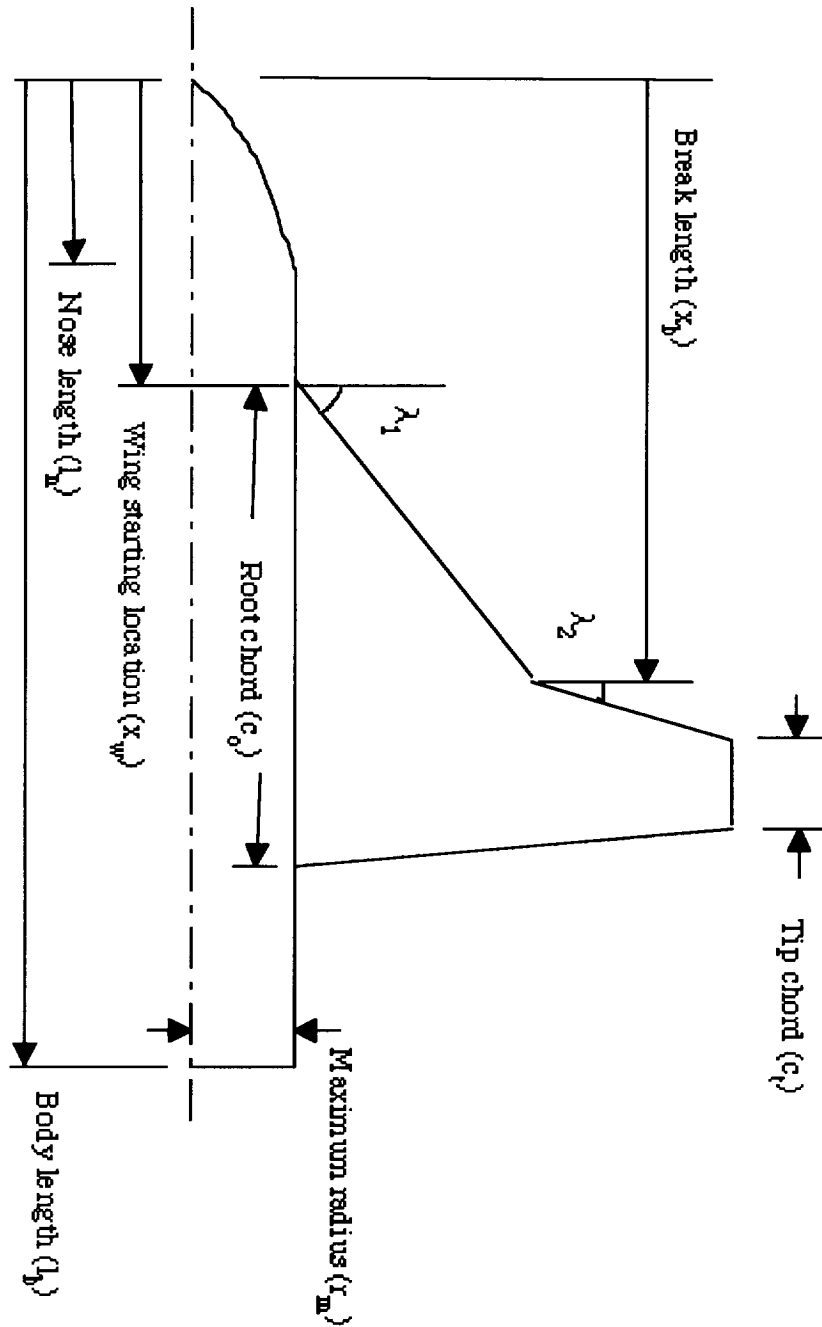 Break length (x_b)
Tip chord (c_t)
λ_1
λ_2
Root chord (c_o)
Maximum radius (r_m)
Wing starting location (x_w)
Nose length (l_n)
Body length (l_b)